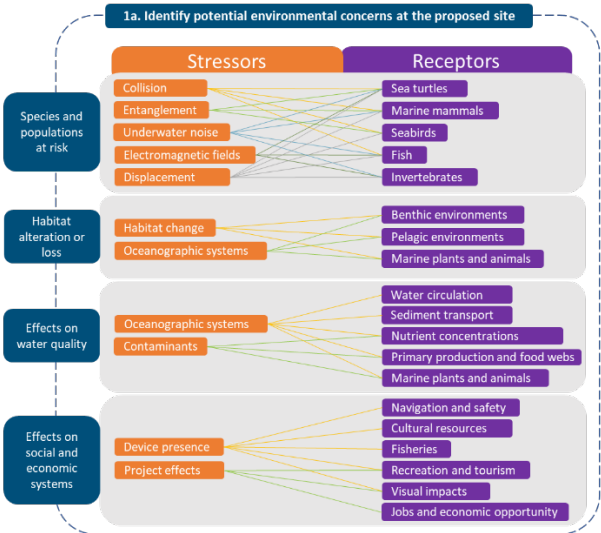 1a. Identify potential environmental concerns at the proposed site
Stressors
Receptors
Species and
populations
at risk
Collision
Entanglement
Underwater noise
Electromagnetic fields
Displacement
Sea turtles
Marine mammals
Seabirds
Fish
Invertebrates
Habitat
alteration or
loss
Habitat change
Oceanographic systems
Benthic environments
Pelagic environments
Marine plants and animals
Effects on
water quality
Oceanographic systems
Contaminants
Water circulation
Sediment transport
Nutrient concentrations
Primary production and food webs
Marine plants and animals
Effects on
social and
economic
systems
Device presence
Project effects
Navigation and safety
Cultural resources
Fisheries
Recreation and tourism
Visual impacts
Jobs and economic opportunity